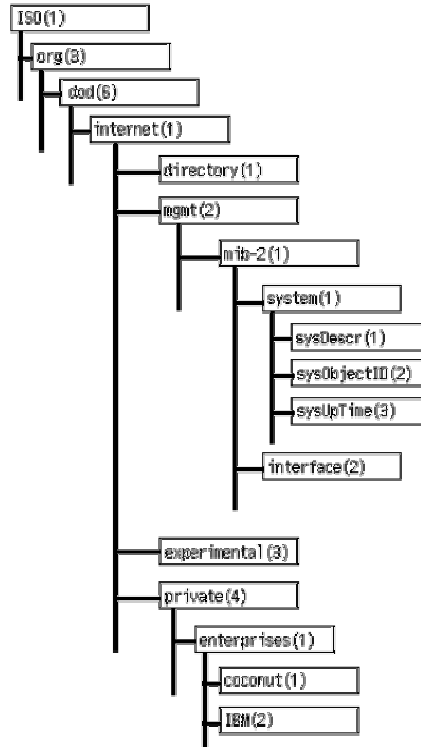 ISO(1)
org(3)
dod(6)
internet(1)
directory(1)
mgmt(2)
mib-2(1)
system(1)
sysDescr(1)
sysObjectID(2)
sysUpTime(3)
interface(2)
experimental(3)
private(4)
enterprises(1)
coconut(1)
IBM(2)